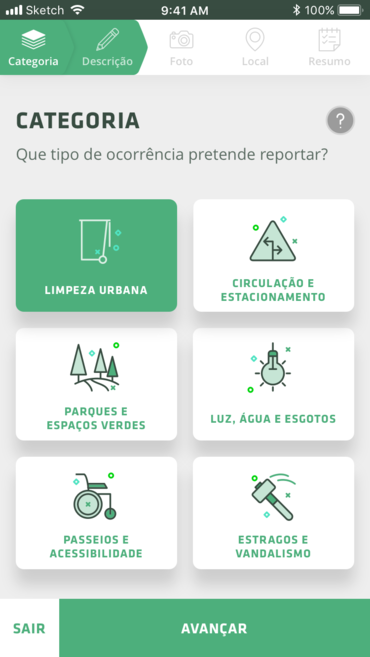 Sketch 9:41 AM 100%
Categoria Descrição Foto Local Resumo
CATEGORIA ?
Que tipo de ocorrência pretende reportar?
LIMPEZA URBANA
CIRCULAÇÃO E
ESTACIONAMENTO
PARQUES E
ESPAÇOS VERDES
LUZ, ÁGUA E ESGOTOS
PASSEIOS E
ACESSIBILIDADE
ESTRAGOS E
VANDALISMO
SAIR AVANÇAR